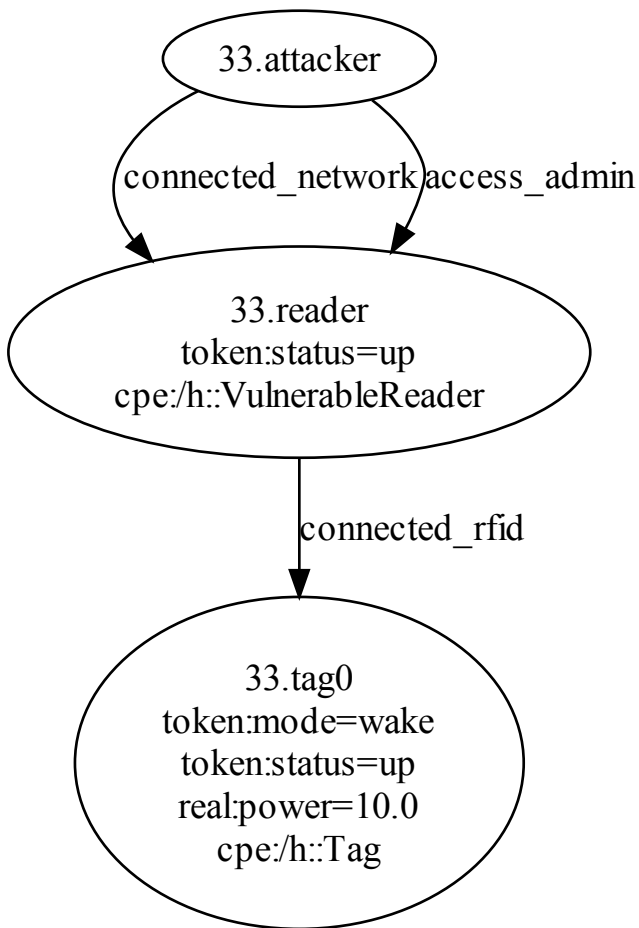 33.attacker
connected_network
access_admin
33.reader
token:status=up
cpe:/h::VulnerableReader
connected_rfid
33.tag0
token:mode=wake
token:status=up
real:power=10.0
cpe:/h::Tag